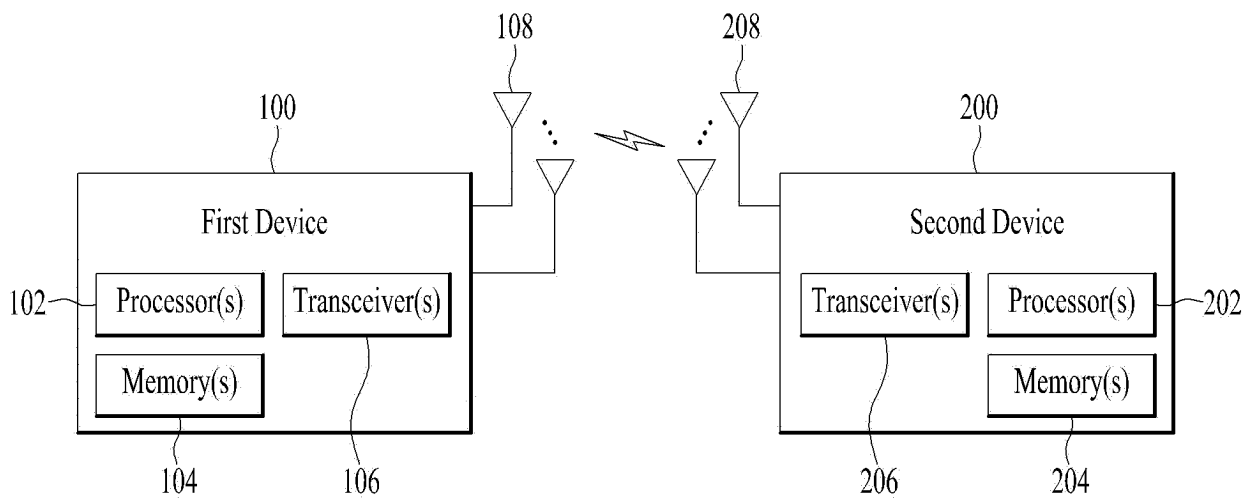 108
208
100
200
First Device
Second Device
102
Processor(s)
Transceiver(s)
Transceiver(s)
Processor(s)
202
Memory(s)
Memory(s)
104
106
206
204